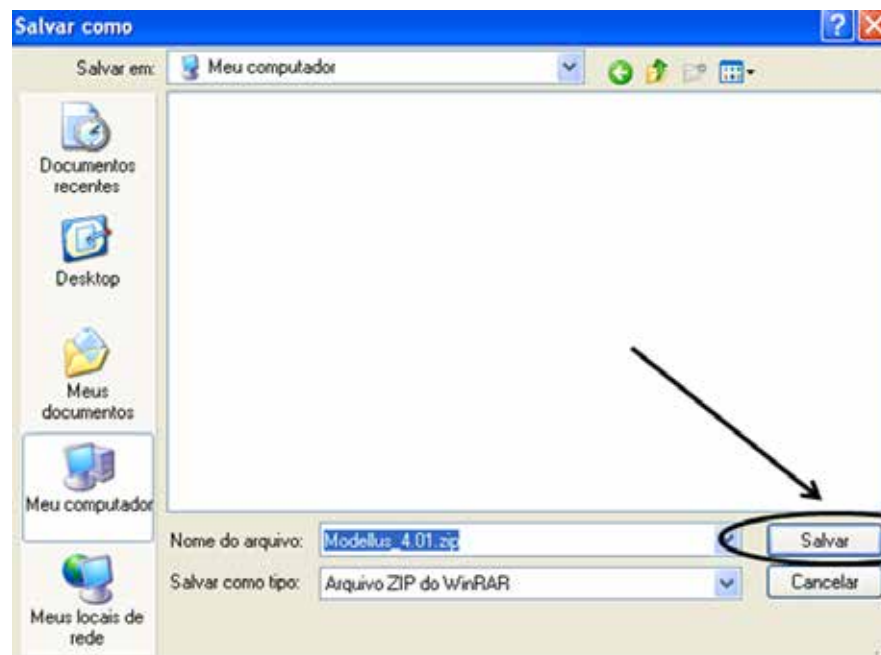 Salvar como
Salvar em:
Meu computador
Documentos
recentes
Desktop
Meus
documentos
Meu computador
Meus locais de
rede
Nome do arquivo:
Modellus_4.01.zip
Salvar
Salvar como tipo:
Arquivo ZIP do WinRAR
Cancelar